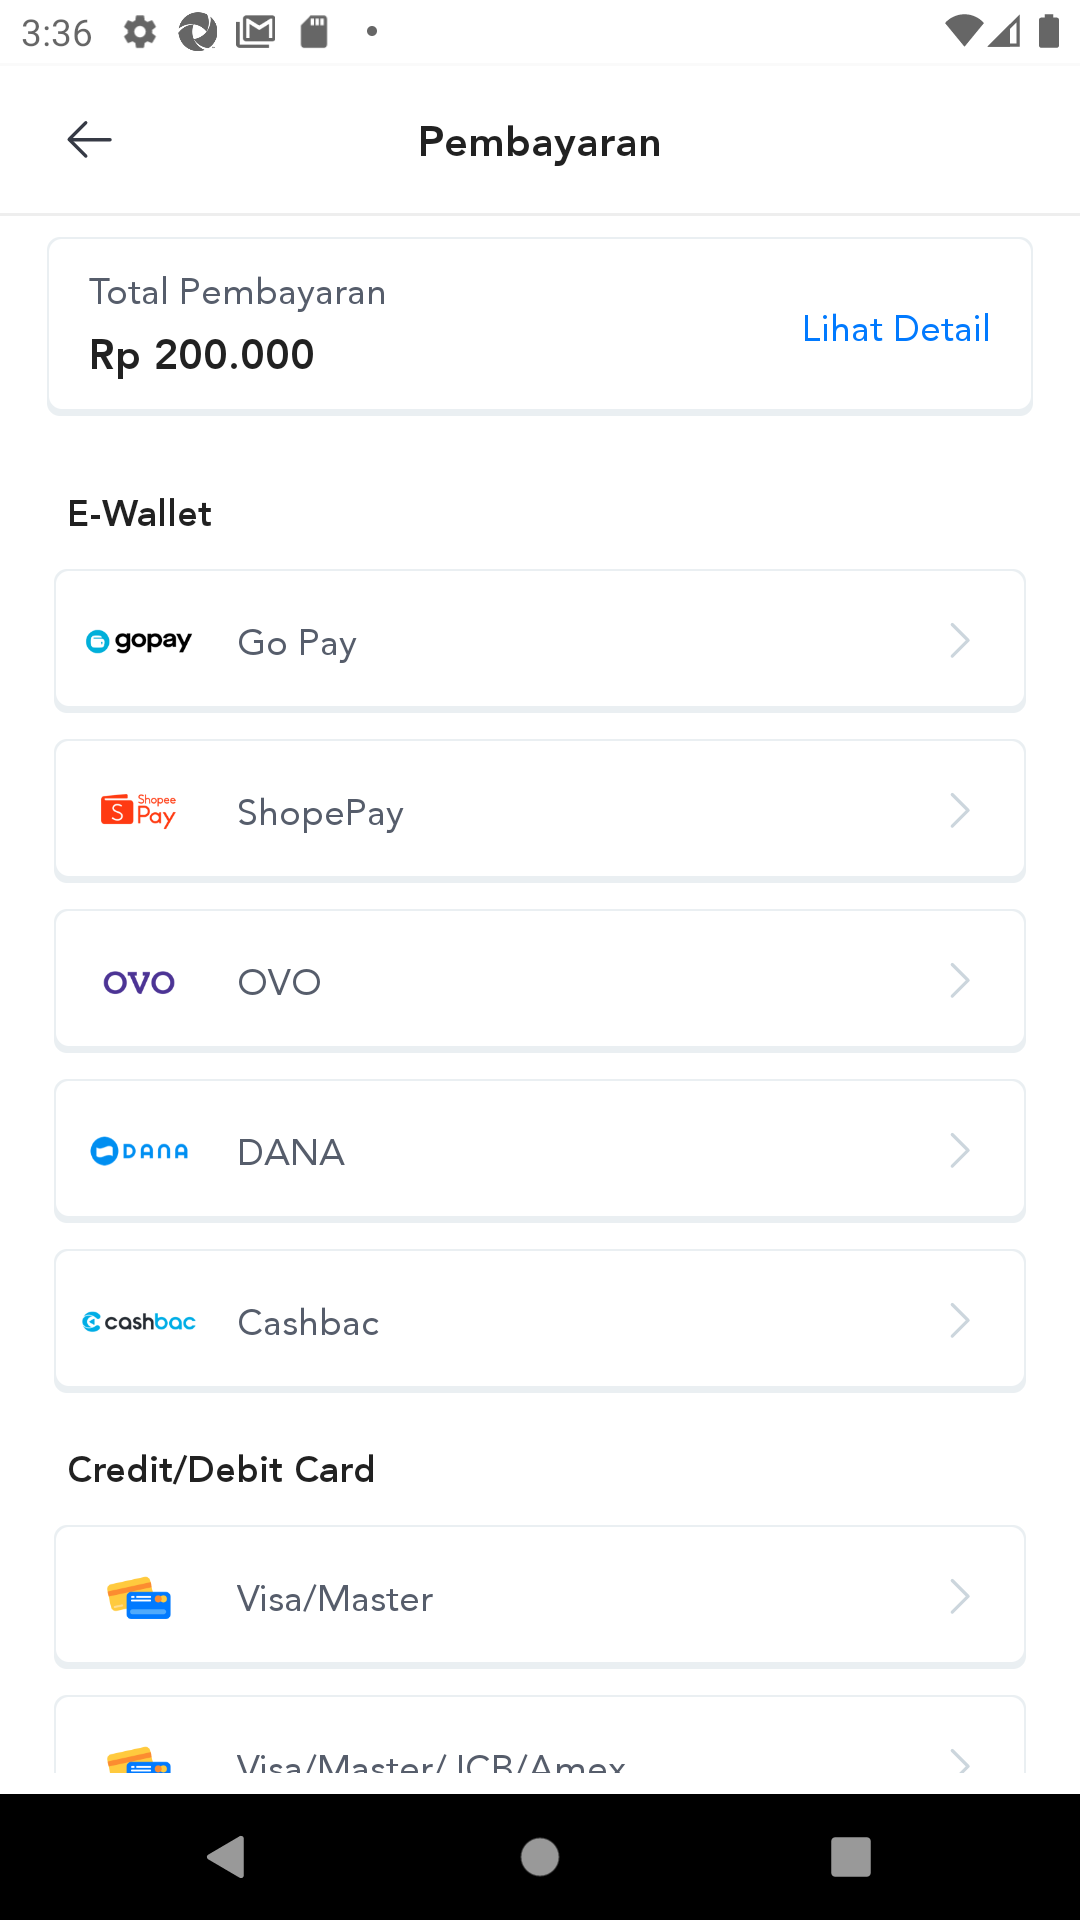 3:36
Pembayaran
Total Pembayaran
Rp 200.000
Lihat Detail
E-Wallet
gopay Go Pay
S Shopee Pay ShopePay
OVO OVO
DANA DANA
cashbac Cashbac
Credit/Debit Card
Visa/Master
Visa/Master/JCB/Amex